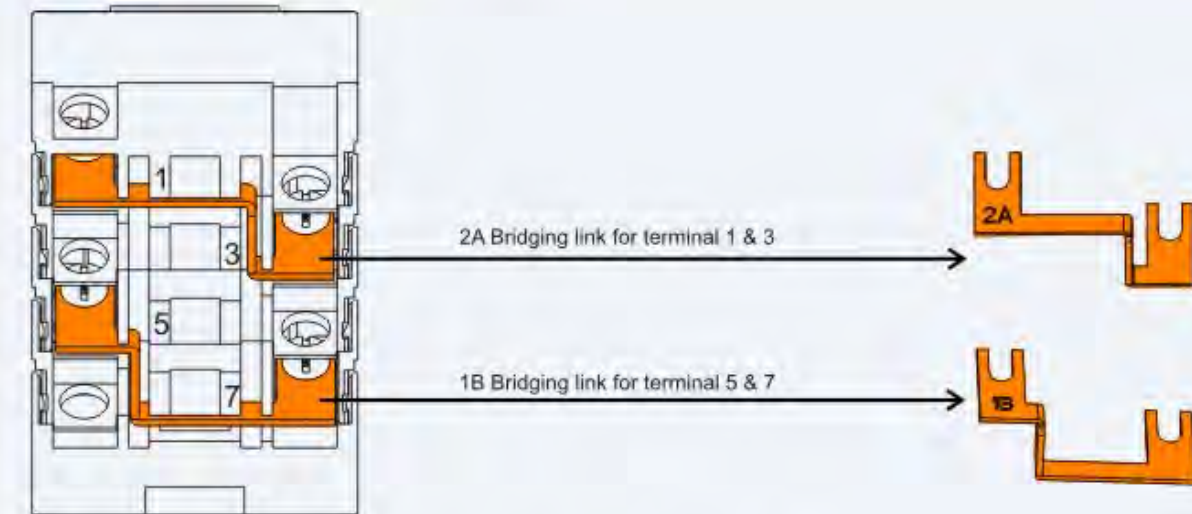 1
2A
3
2A Bridging link for terminal 1 & 3
5
1B Bridging link for terminal 5 & 7
7
1B